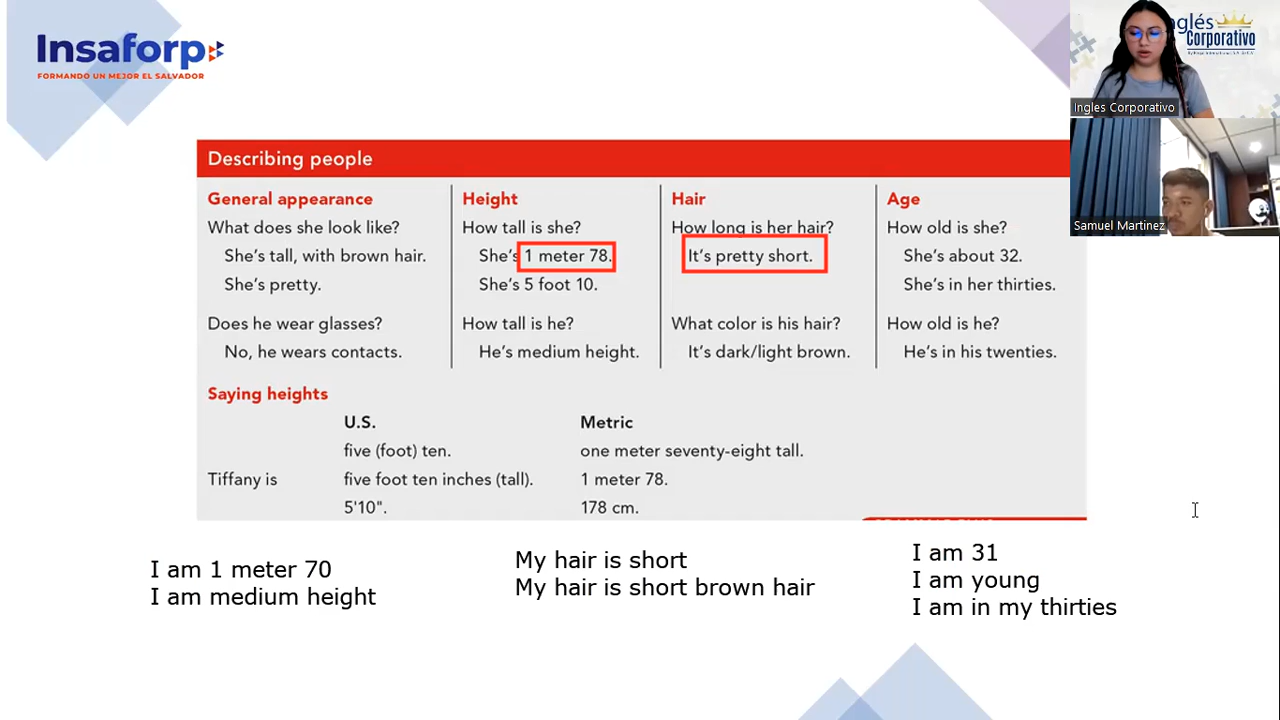 Insaforp
FORMANDO UN MEJOR EL SALVADOR
Inglés
Corporativo
Ingles Corporativo
Samuel Martinez
Describing people
General appearance
What does she look like?
She's tall, with brown hair.
She's pretty.
Does he wear glasses?
No, he wears contacts.
Height
How tall is she?
She's 1 meter 78.
She's 5 foot 10.
How tall is he?
He's medium height.
Hair
How long is her hair?
It's pretty short.
What color is his hair?
It's dark/light brown.
Age
How old is she?
She's about 32.
She's in her thirties.
How old is he?
He's in his twenties.
Saying heights
U.S. Metric
five (foot) ten. one meter seventy-eight tall.
Tiffany is five foot ten inches (tall). 1 meter 78.
5'10". 178 cm.
I am 1 meter 70
I am medium height
My hair is short
My hair is short brown hair
I am 31
I am young
I am in my thirties